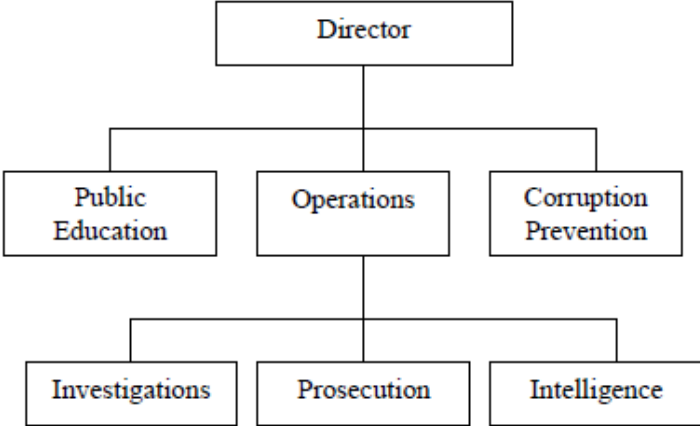 Director
Public
Education
Operations
Corruption
Prevention
Investigations
Prosecution
Intelligence